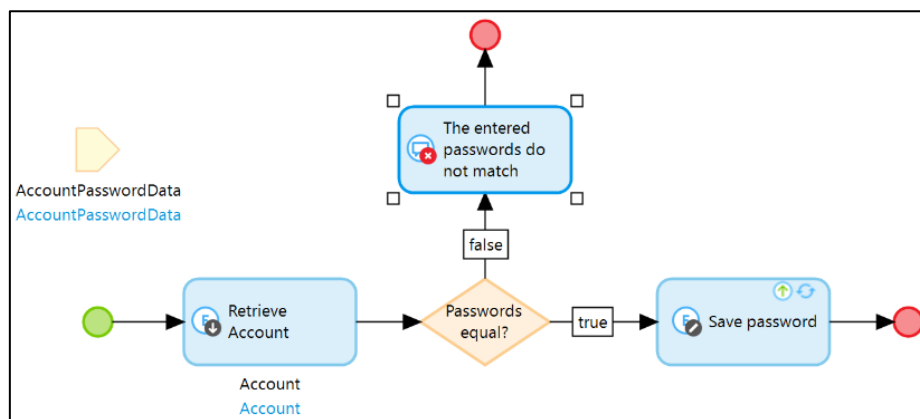 The entered
passwords do
not match
AccountPasswordData
AccountPasswordData
false
Retrieve
Account
Passwords
equal?
true
Save password
Account
Account